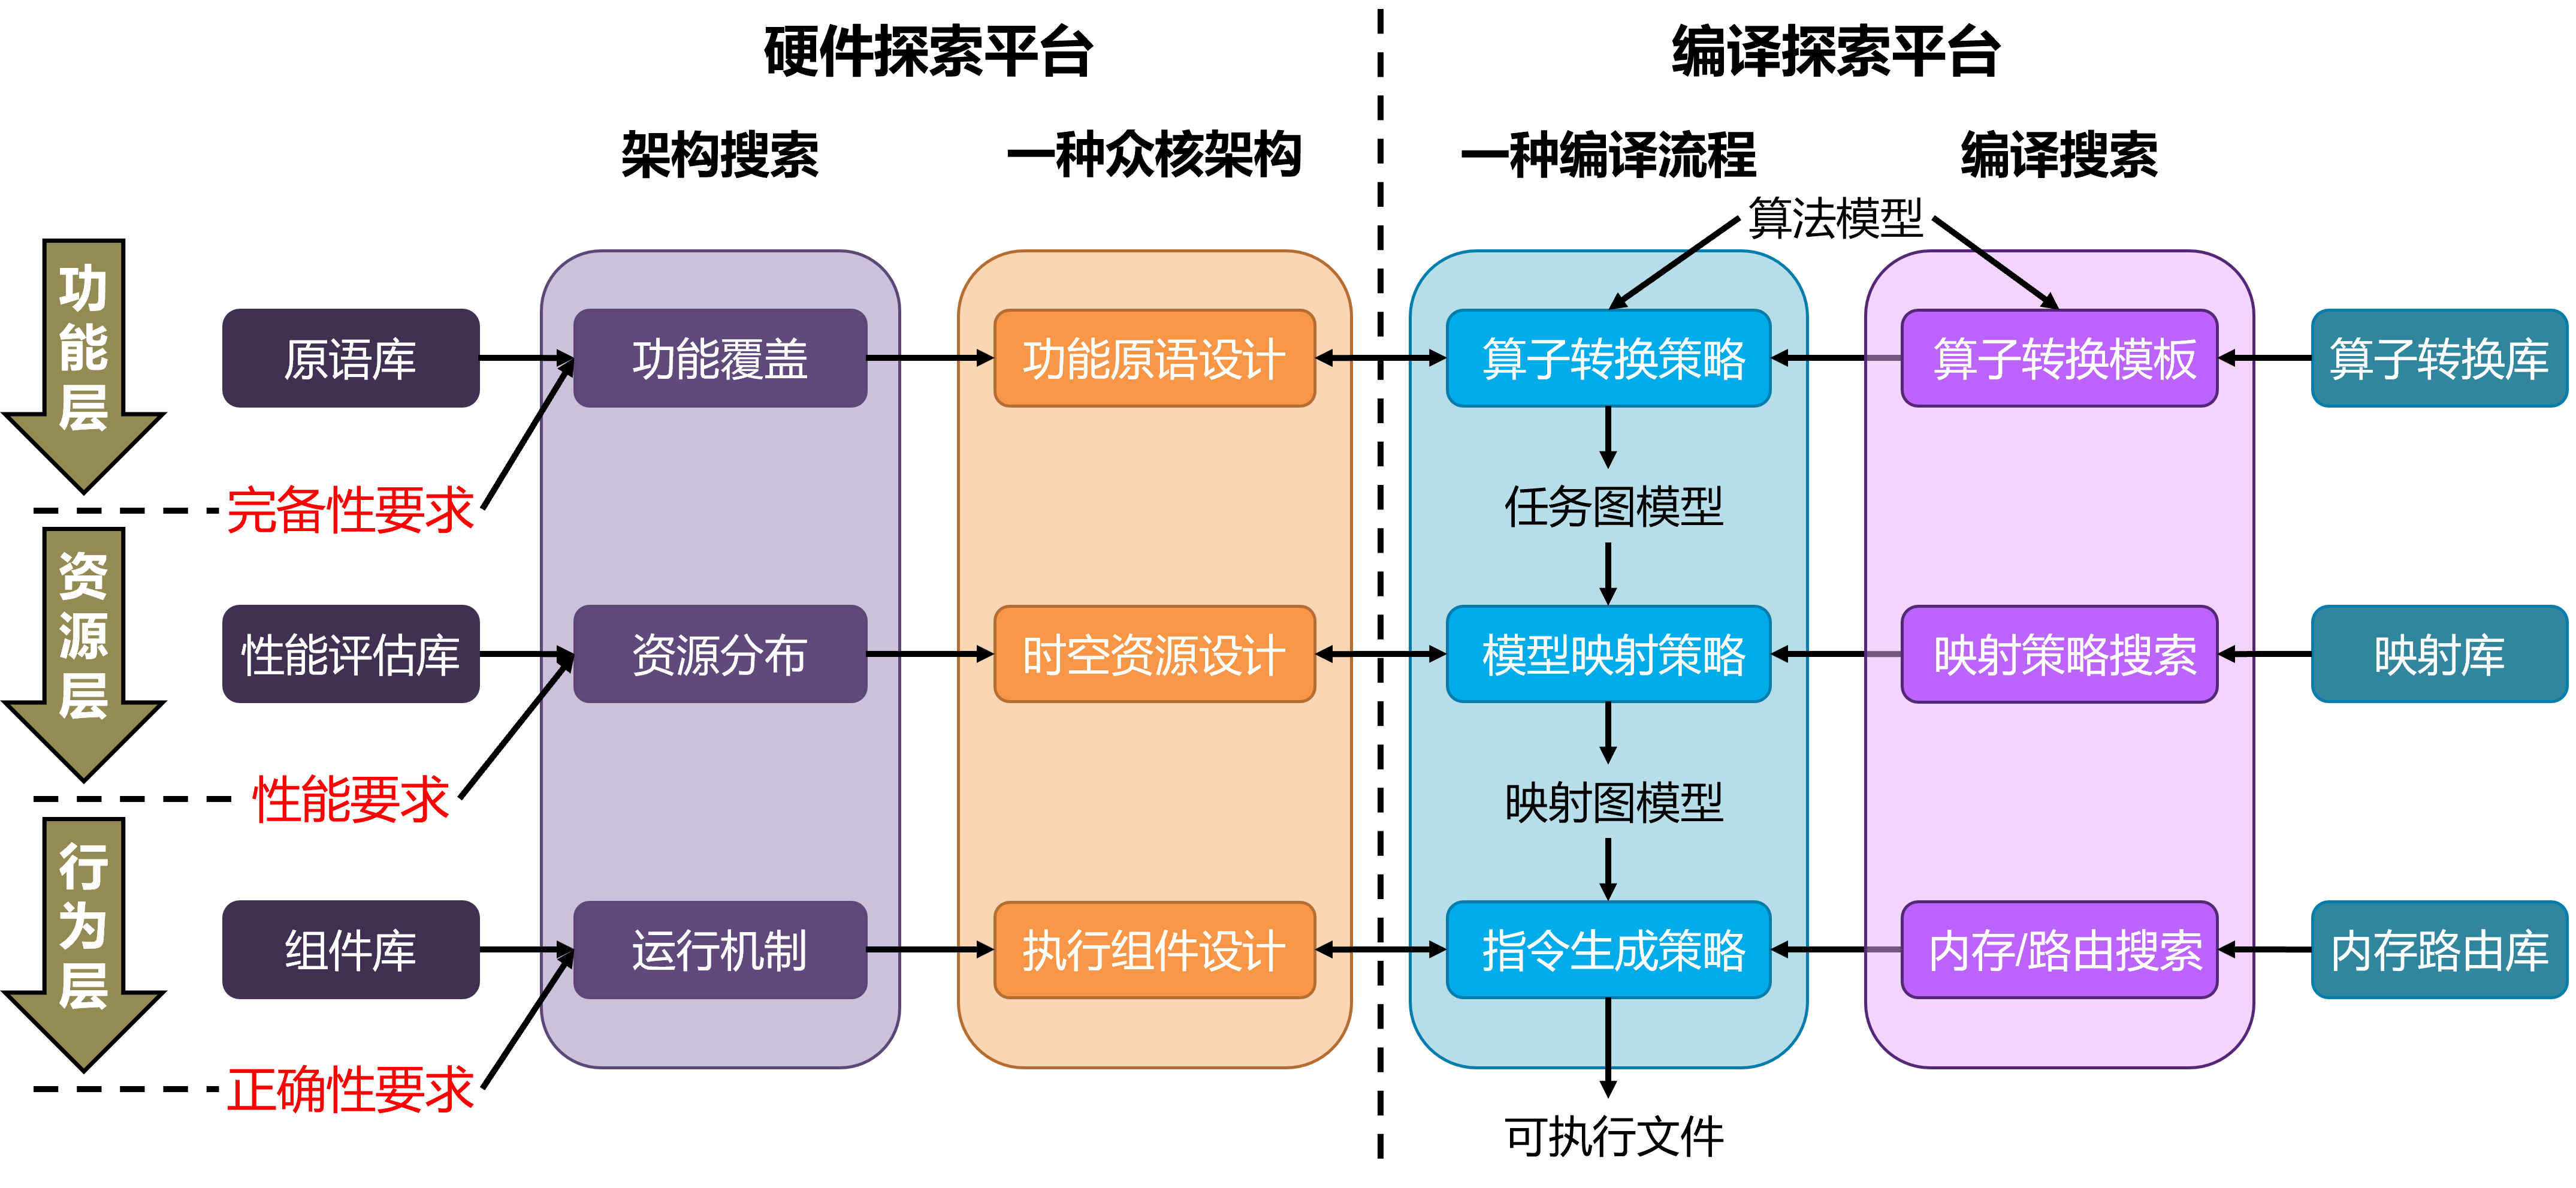 硬件探索平台
编译探索平台
架构搜索
一种众核架构
一种编译流程
编译搜索
算法模型
功能层
原语库
功能覆盖
功能原语设计
算子转换策略
算子转换模板
算子转换库
完备性要求
任务图模型
资源层
性能评估库
资源分布
时空资源设计
模型映射策略
映射策略搜索
映射库
性能要求
映射图模型
行为层
组件库
运行机制
执行组件设计
指令生成策略
内存/路由搜索
内存路由库
正确性要求
可执行文件